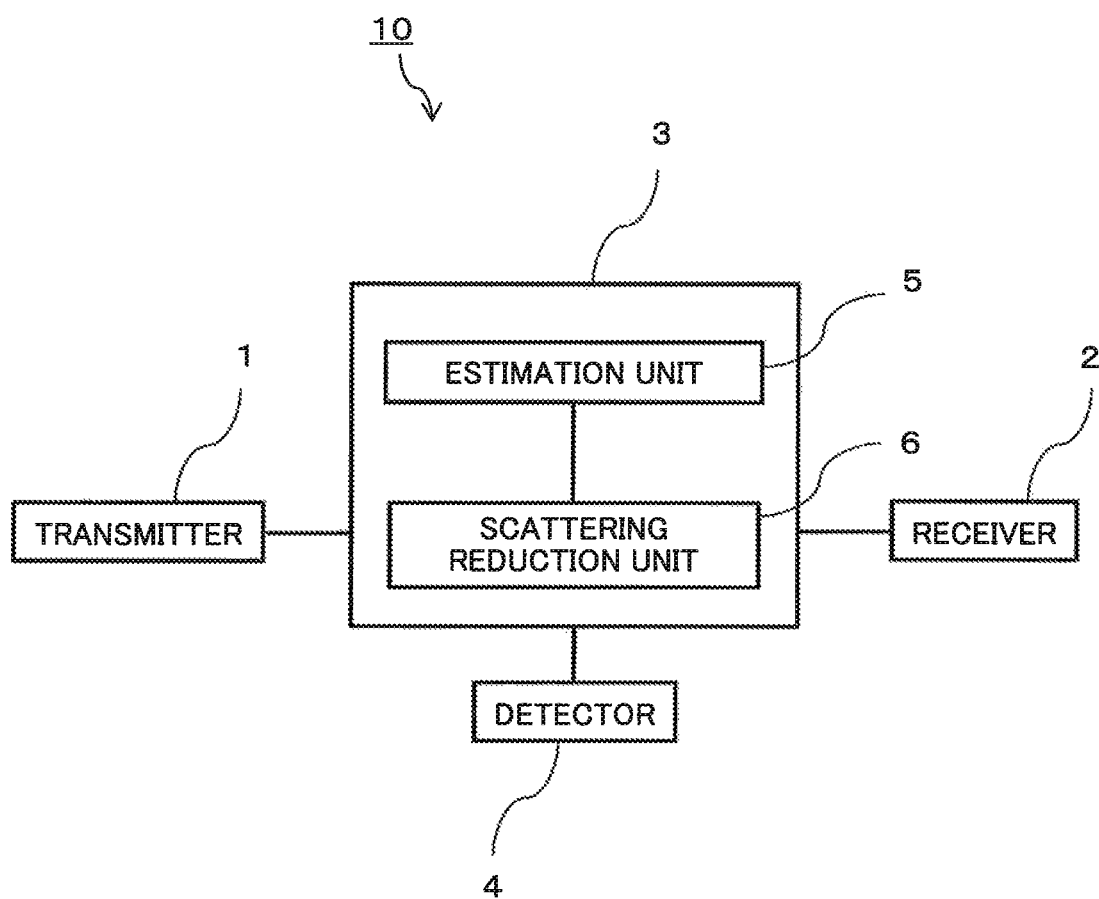 10
3
5
ESTIMATION UNIT
1
2
6
TRANSMITTER
SCATTERING
REDUCTION UNIT
RECEIVER
DETECTOR
4